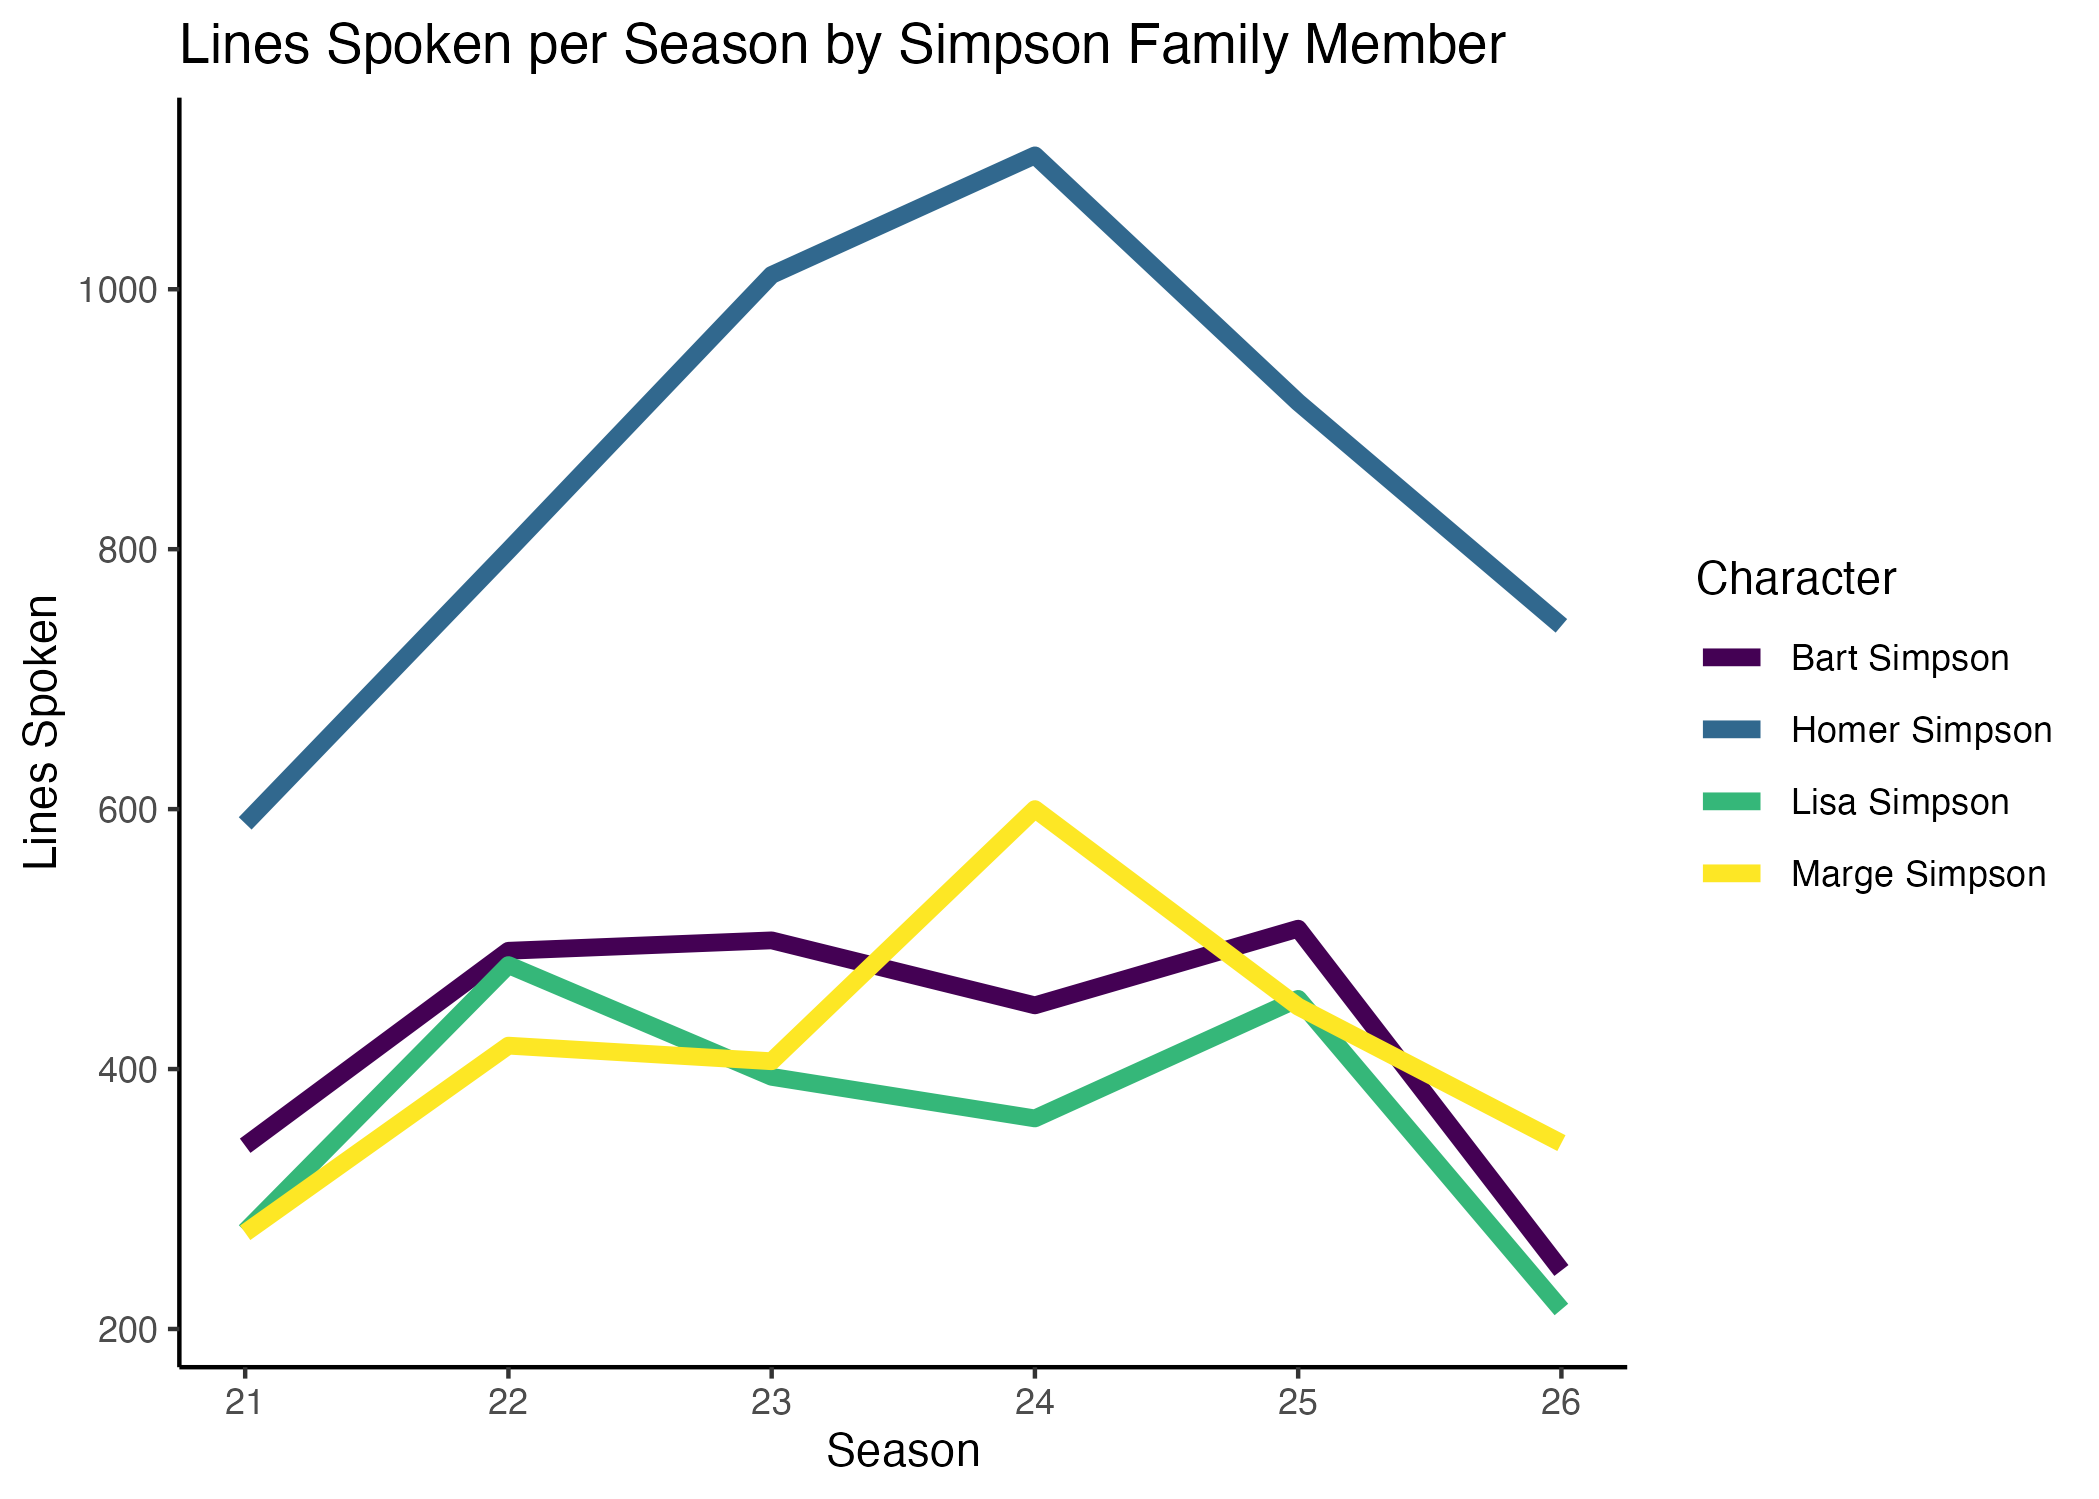 Lines Spoken per Season by Simpson Family Member
Lines Spoken
1000
800
600
400
200
21 22 23 24 25 26
Season
Character
Bart Simpson
Homer Simpson
Lisa Simpson
Marge Simpson